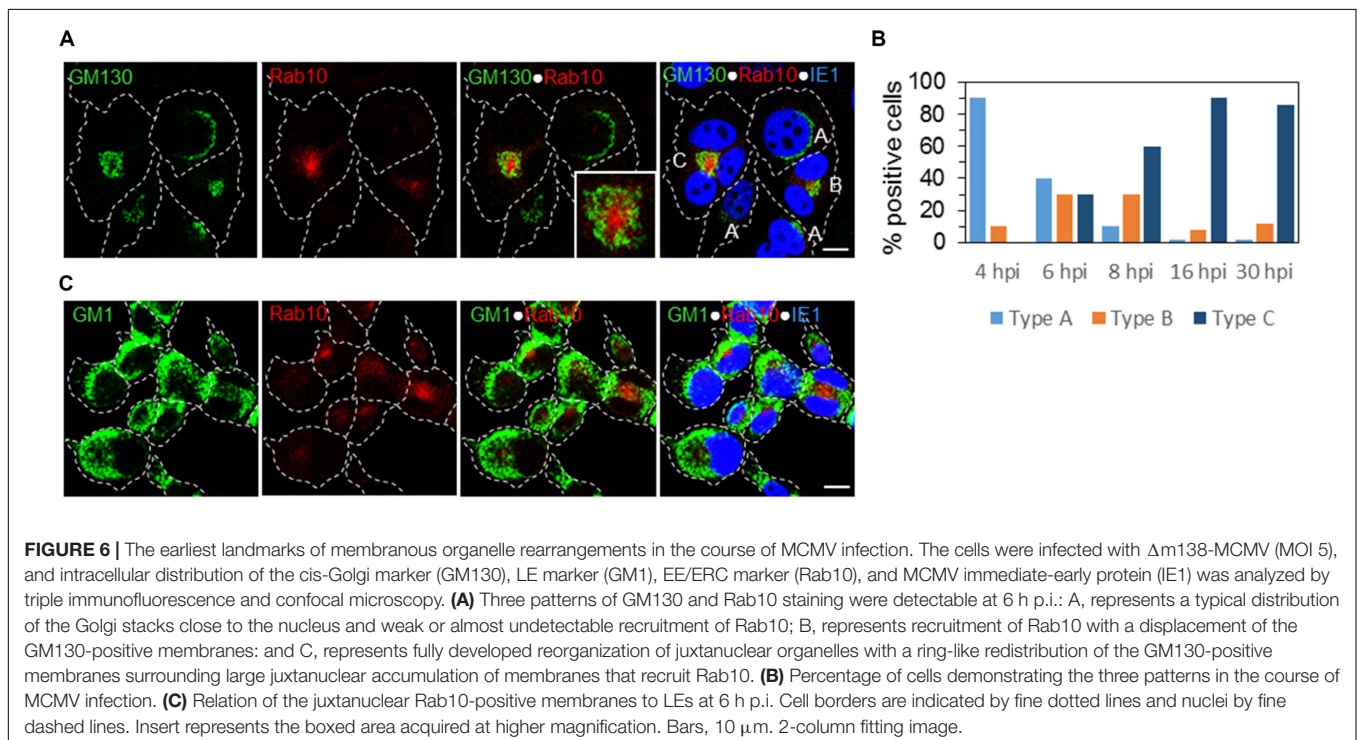 A
GM130
Rab10
GM130●Rab10
GM130●Rab10●IE1
A
C
B
A
A
B
% positive cells
100
80
60
40
20
0
4 hpi 6 hpi 8 hpi 16 hpi 30 hpi
Type A Type B Type C
C
GM1
Rab10
GM1●Rab10
GM1●Rab10●IE1
FIGURE 6 | The earliest landmarks of membranous organelle rearrangements in the course of MCMV infection. The cells were infected with Δm138-MCMV (MOI 5),
and intracellular distribution of the cis-Golgi marker (GM130), LE marker (GM1), EE/ERC marker (Rab10), and MCMV immediate-early protein (IE1) was analyzed by
triple immunofluorescence and confocal microscopy. (A) Three patterns of GM130 and Rab10 staining were detectable at 6 h p.i.: A, represents a typical distribution
of the Golgi stacks close to the nucleus and weak or almost undetectable recruitment of Rab10; B, represents recruitment of Rab10 with a displacement of the
GM130-positive membranes: and C, represents fully developed reorganization of juxtanuclear organelles with a ring-like redistribution of the GM130-positive
membranes surrounding large juxtanuclear accumulation of membranes that recruit Rab10. (B) Percentage of cells demonstrating the three patterns in the course of
MCMV infection. (C) Relation of the juxtanuclear Rab10-positive membranes to LEs at 6 h p.i. Cell borders are indicated by fine dotted lines and nuclei by fine
dashed lines. Insert represents the boxed area acquired at higher magnification. Bars, 10 μm. 2-column fitting image.